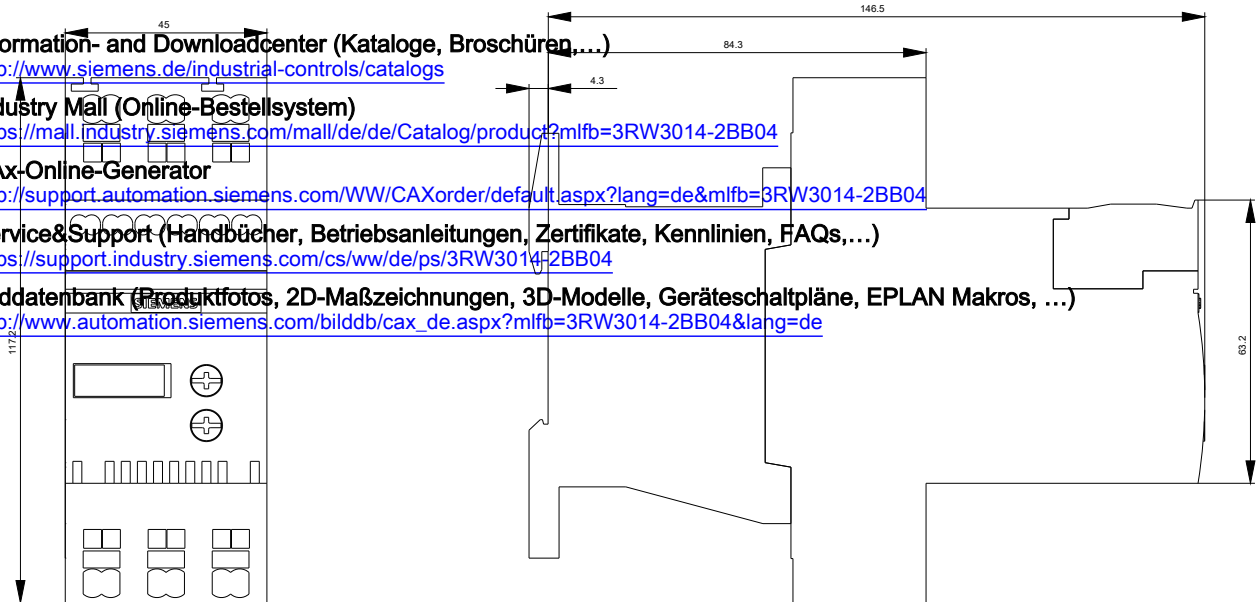 45
146.5
ormation- and Downloadcenter (Kataloge, Broschüren,…)
84.3
p://www.siemens.de/industrial-controls/catalogs
4.3
dustry Mall (Online-Bestellsystem)
ps://mall.industry.siemens.com/mall/de/de/Catalog/product?mlfb=3RW3014-2BB04
Ax-Online-Generator
p://support.automation.siemens.com/WW/CAXorder/default.aspx?lang=de&mlfb=3RW3014-2BB04
ervice&Support (Handbücher, Betriebsanleitungen, Zertifikate, Kennlinien, FAQs,…)
ps://support.industry.siemens.com/cs/ww/de/ps/3RW3014-2BB04
ddatenbank (Produktfotos, 2D-Maßzeichnungen, 3D-Modelle, Geräteschaltpläne, EPLAN Makros, …)
SIEMENS
p://www.automation.siemens.com/bilddb/cax_de.aspx?mlfb=3RW3014-2BB04&lang=de
117.2
63.2